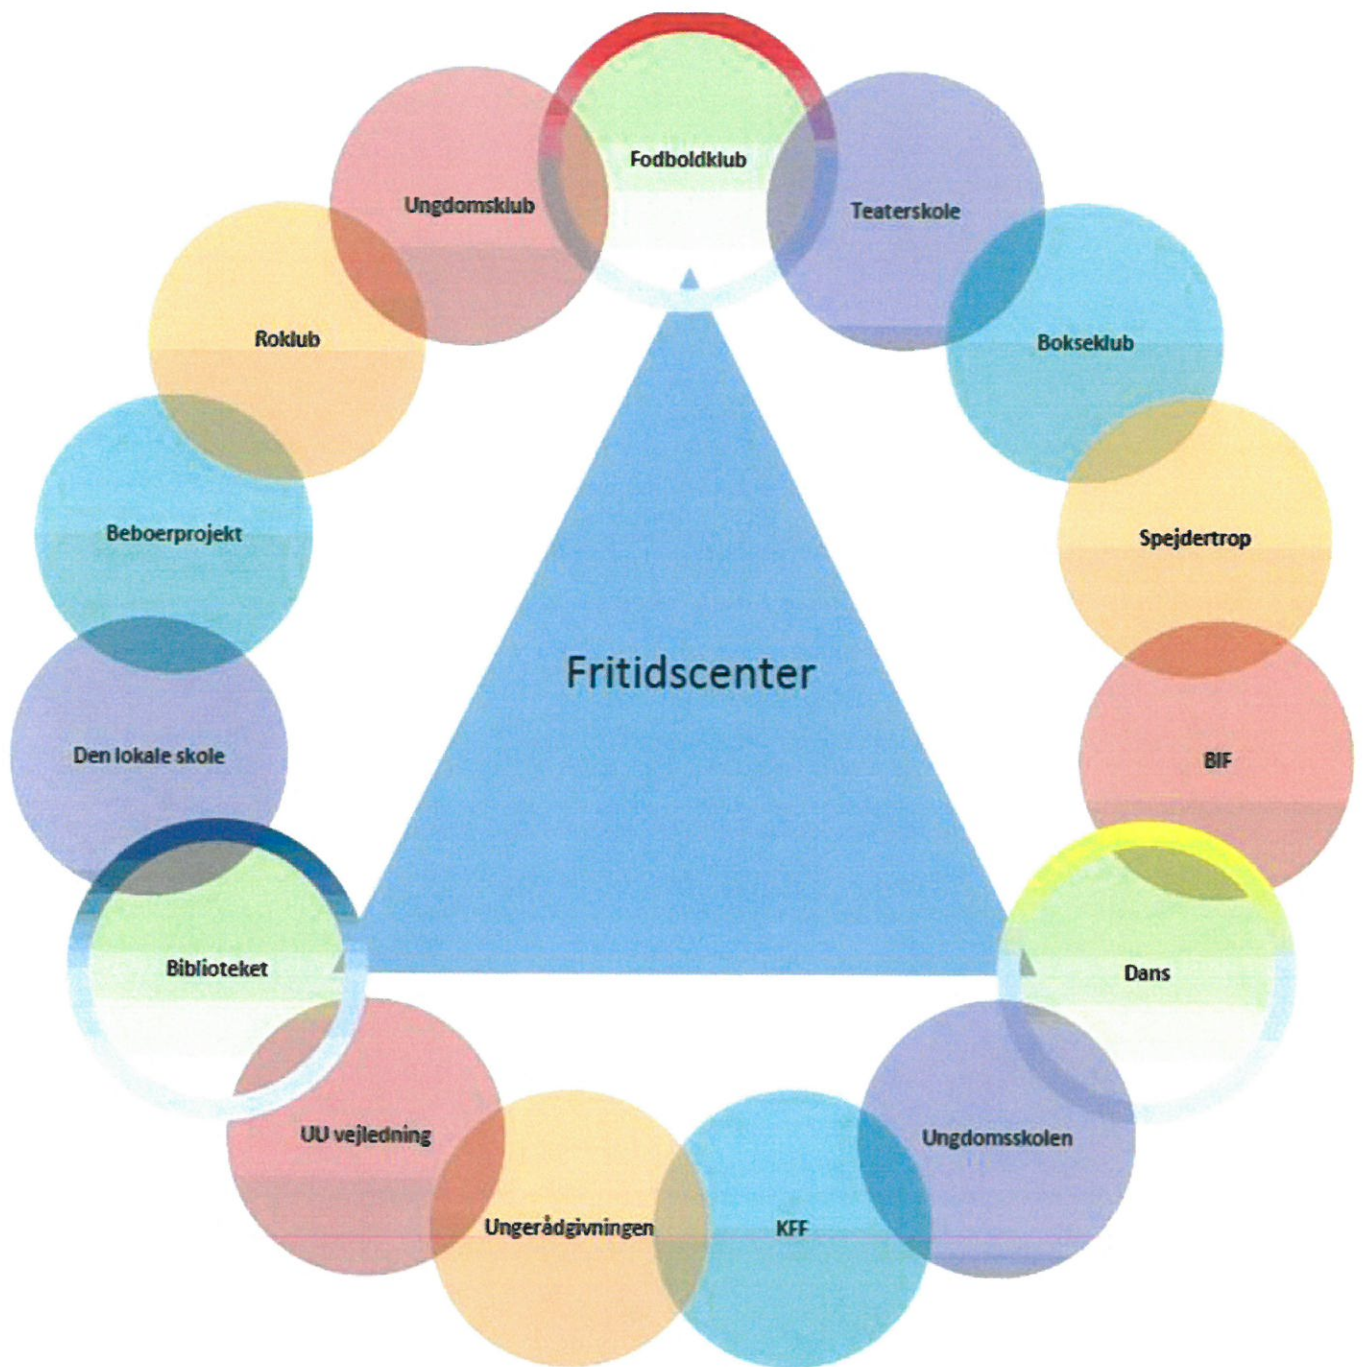 Fodboldklub
Teaterskole
Bokseklub
Spejdertrop
BIF
Dans
Ungdomsskolen
KFF
Ungerådgivningen
UU vejledning
Biblioteket
Den lokale skole
Beboerprojekt
Roklub
Ungdomsklub
Fritidscenter